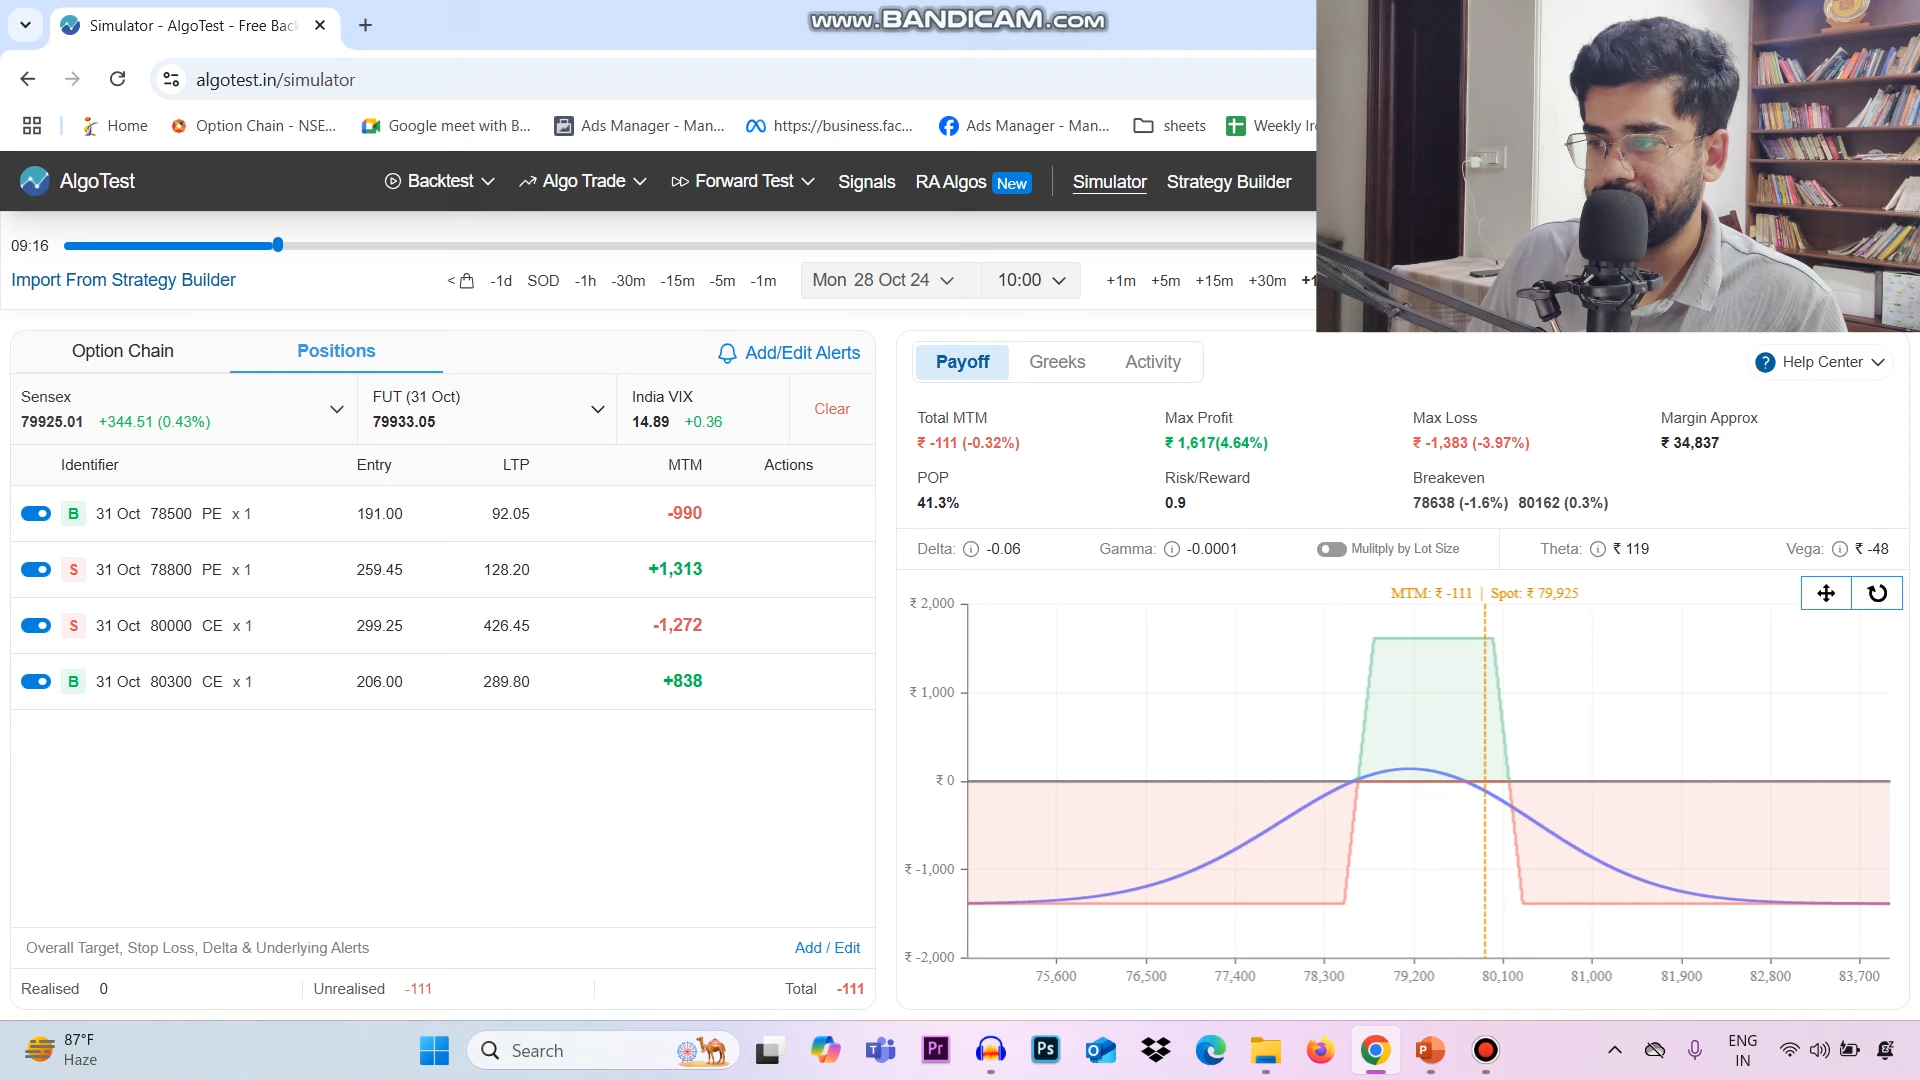 Simulator - AlgoTest - Free Bac
www.BANDICAM.com
algotest.in/simulator
Home
Option Chain - NSE...
Google meet with B...
Ads Manager - Man...
https://business.fac...
Ads Manager - Man...
sheets
Weekly Iro
AlgoTest
Backtest
Algo Trade
Forward Test
Signals
RA Algos New
Simulator
Strategy Builder
09:16
Import From Strategy Builder
<
-1d
SOD
-1h
-30m
-15m
-5m
-1m
Mon 28 Oct 24
10:00
+1m
+5m
+15m
+30m
+1
Option Chain
Positions
Add/Edit Alerts
Sensex
79925.01 +344.51 (0.43%)
FUT (31 Oct)
79933.05
India VIX
14.89 +0.36
Clear
Identifier Entry LTP MTM Actions
B 31 Oct 78500 PE x 1 191.00 92.05 -990
S 31 Oct 78800 PE x 1 259.45 128.20 +1,313
S 31 Oct 80000 CE x 1 299.25 426.45 -1,272
B 31 Oct 80300 CE x 1 206.00 289.80 +838
Overall Target, Stop Loss, Delta & Underlying Alerts Add / Edit
Realised 0 Unrealised -111 Total -111
Payoff
Greeks
Activity
? Help Center
Total MTM
₹ -111 (-0.32%)
Max Profit
₹ 1,617(4.64%)
Max Loss
₹ -1,383 (-3.97%)
Margin Approx
₹ 34,837
POP
41.3%
Risk/Reward
0.9
Breakeven
78638 (-1.6%) 80162 (0.3%)
Delta: -0.06 Gamma: -0.0001 Mulitply by Lot Size Theta: ₹ 119 Vega: ₹ -48
MTM: ₹ -111 | Spot: ₹ 79,925
₹ 2,000
₹ 1,000
₹ 0
₹ -1,000
₹ -2,000
75,600 76,500 77,400 78,300 79,200 80,100 81,000 81,900 82,800 83,700
87°F
Haze
Search
Pr
Ps
P
ENG
IN